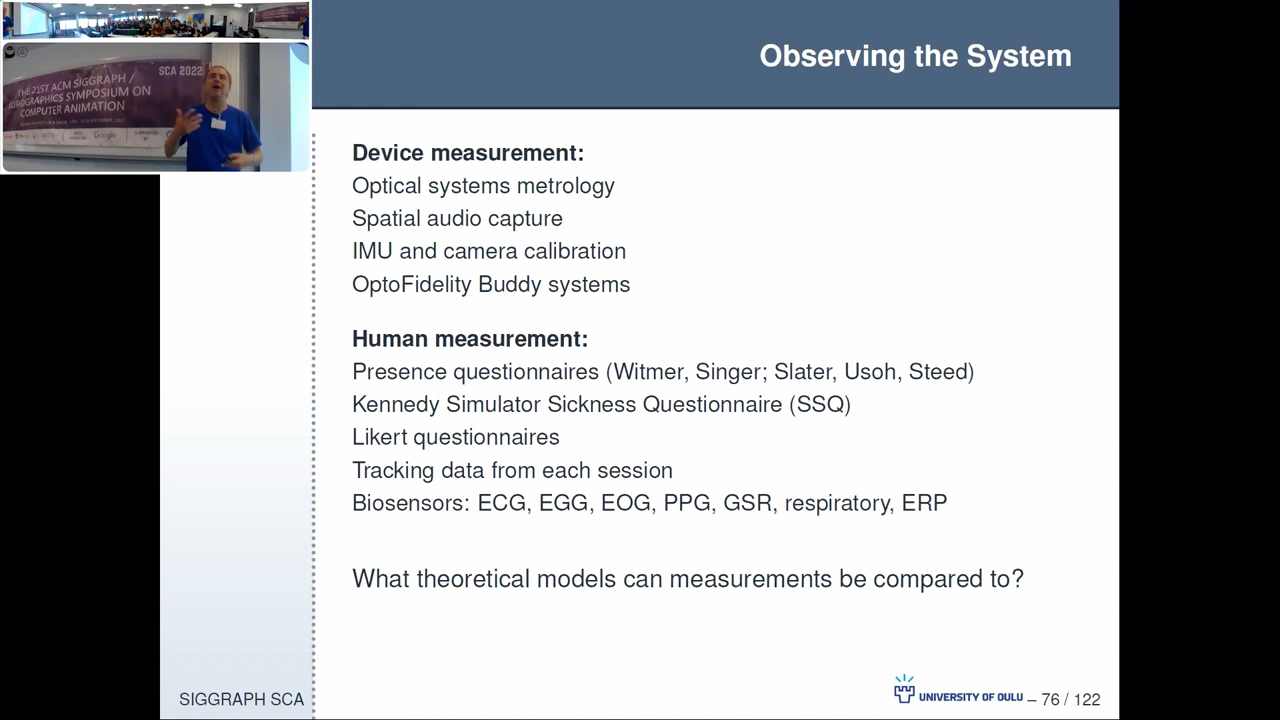 SCA 2022
THE 21ST ACM SIGGRAPH /
EUROGRAPHICS SYMPOSIUM ON
COMPUTER ANIMATION
Google
Observing the System
Device measurement:
Optical systems metrology
Spatial audio capture
IMU and camera calibration
OptoFidelity Buddy systems
Human measurement:
Presence questionnaires (Witmer, Singer; Slater, Usoh, Steed)
Kennedy Simulator Sickness Questionnaire (SSQ)
Likert questionnaires
Tracking data from each session
Biosensors: ECG, EGG, EOG, PPG, GSR, respiratory, ERP
What theoretical models can measurements be compared to?
SIGGRAPH SCA
UNIVERSITY OF OULU – 76 / 122